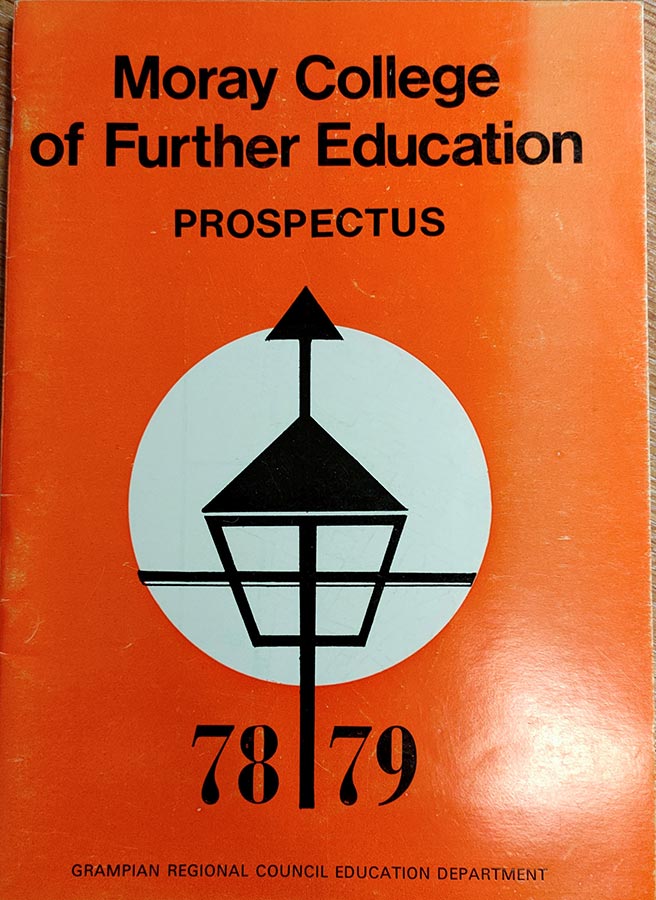 Moray College
of Further Education
PROSPECTUS
78 79
GRAMPIAN REGIONAL COUNCIL EDUCATION DEPARTMENT